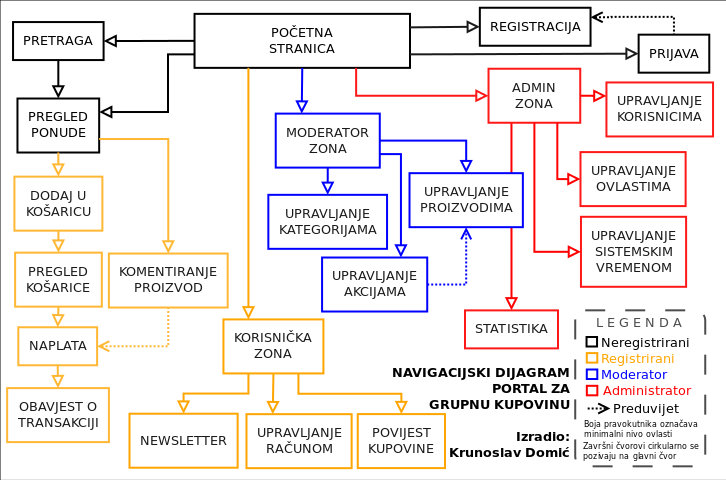 POČETNA
STRANICA
REGISTRACIJA
PRIJAVA
PRETRAGA
PREGLED
PONUDE
ADMIN
ZONA
UPRAVLJANJE
KORISNICIMA
MODERATOR
ZONA
UPRAVLJANJE
OVLASTIMA
DODAJ U
KOŠARICU
UPRAVLJANJE
KATEGORIJAMA
UPRAVLJANJE
PROIZVODIMA
UPRAVLJANJE
SISTEMSKIM
VREMENOM
PREGLED
KOŠARICE
KOMENTIRANJE
PROIZVOD
UPRAVLJANJE
AKCIJAMA
NAPLATA
KORISNIČKA
ZONA
STATISTIKA
OBAVJEST O
TRANSAKCIJI
NEWSLETTER
UPRAVLJANJE
RAČUNOM
POVIJEST
KUPOVINE
NAVIGACIJSKI DIJAGRAM
PORTAL ZA
GRUPNU KUPOVINU
Izradio:
Krunoslav Domić
LEGENDA
Neregistrirani
Registrirani
Moderator
Administrator
Preduvijet
Boja pravokutnika označava
minimalni nivo ovlasti
Završni čvorovi cirkularno se
pozivaju na glavni čvor